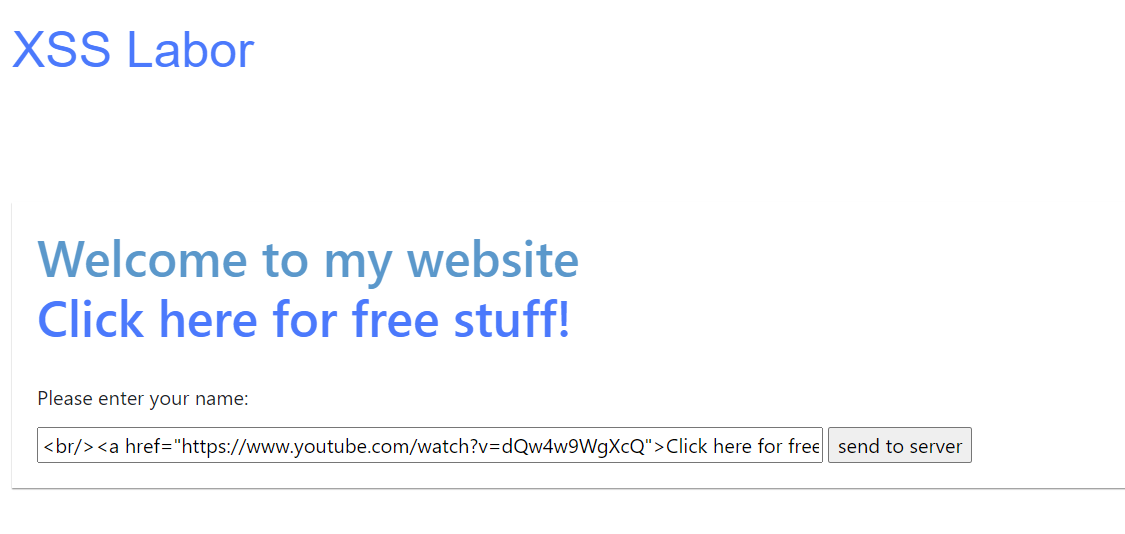 XSS Labor
Welcome to my website
Click here for free stuff!
Please enter your name:
<br/><a href="https://www.youtube.com/watch?v=dQw4w9WgXcQ">Click here for free send to server